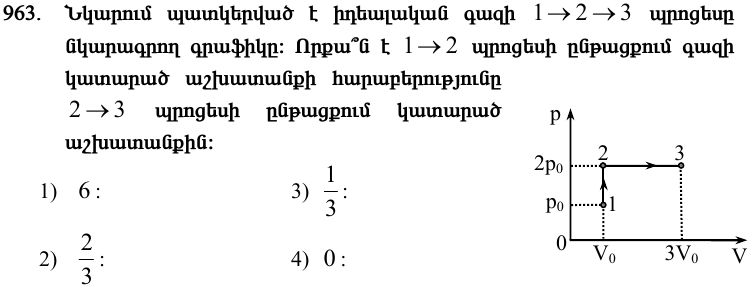 963. Նկարում պատկերված է իդեալական գազի 1→2→3 պրոցեսը
նկարագրող գրաֆիկը: Որքա՞ն է 1→2 պրոցեսի ընթացքում գազի
կատարած աշխատանքի հարաբերությունը
2→3 պրոցեսի ընթացքում կատարած
աշխատանքին:
1) 6:
3) 1/3:
2) 2/3:
4) 0:
p
2p₀
2
3
p₀
1
0
V₀
3V₀
V